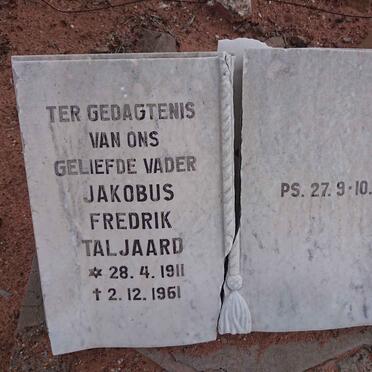 TER GEDAGTENIS
VAN ONS
GELIEFDE VADER
JAKOBUS
FREDRIK
TALJAARD
✡ 28. 4. 1911
✝ 2. 12. 1961
PS. 27. 9-10.